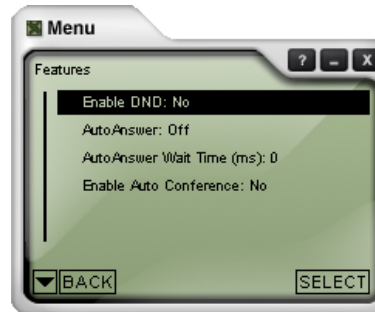 Menu
? – X
Features
Enable DND: No
AutoAnswer: Off
AutoAnswer Wait Time (ms): 0
Enable Auto Conference: No
BACK
SELECT